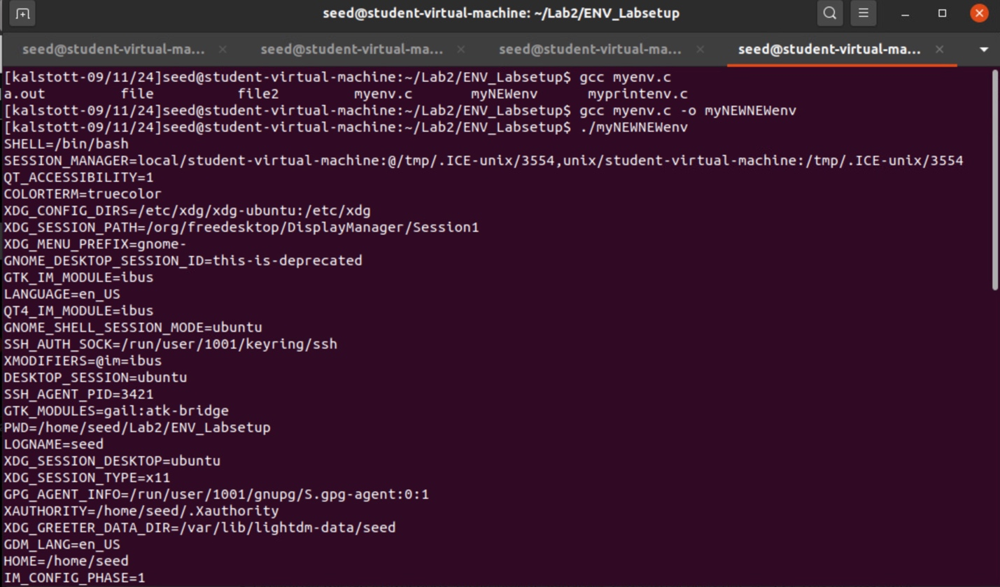 seed@student-virtual-machine: ~/Lab2/ENV_Labsetup
seed@student-virtual-ma... seed@student-virtual-ma... seed@student-virtual-ma... seed@student-virtual-ma...
[kalstott-09/11/24]seed@student-virtual-machine:~/Lab2/ENV_Labsetup$ gcc myenv.c
a.out file file2 myenv.c myNEWenv myprintenv.c
[kalstott-09/11/24]seed@student-virtual-machine:~/Lab2/ENV_Labsetup$ gcc myenv.c -o myNEWNEWenv
[kalstott-09/11/24]seed@student-virtual-machine:~/Lab2/ENV_Labsetup$ ./myNEWNEWenv
SHELL=/bin/bash
SESSION_MANAGER=local/student-virtual-machine:@/tmp/.ICE-unix/3554,unix/student-virtual-machine:/tmp/.ICE-unix/3554
QT_ACCESSIBILITY=1
COLORTERM=truecolor
XDG_CONFIG_DIRS=/etc/xdg/xdg-ubuntu:/etc/xdg
XDG_SESSION_PATH=/org/freedesktop/DisplayManager/Session1
XDG_MENU_PREFIX=gnome-
GNOME_DESKTOP_SESSION_ID=this-is-deprecated
GTK_IM_MODULE=ibus
LANGUAGE=en_US
QT4_IM_MODULE=ibus
GNOME_SHELL_SESSION_MODE=ubuntu
SSH_AUTH_SOCK=/run/user/1001/keyring/ssh
XMODIFIERS=@im=ibus
DESKTOP_SESSION=ubuntu
SSH_AGENT_PID=3421
GTK_MODULES=gail:atk-bridge
PWD=/home/seed/Lab2/ENV_Labsetup
LOGNAME=seed
XDG_SESSION_DESKTOP=ubuntu
XDG_SESSION_TYPE=x11
GPG_AGENT_INFO=/run/user/1001/gnupg/S.gpg-agent:0:1
XAUTHORITY=/home/seed/.Xauthority
XDG_GREETER_DATA_DIR=/var/lib/lightdm-data/seed
GDM_LANG=en_US
HOME=/home/seed
IM_CONFIG_PHASE=1